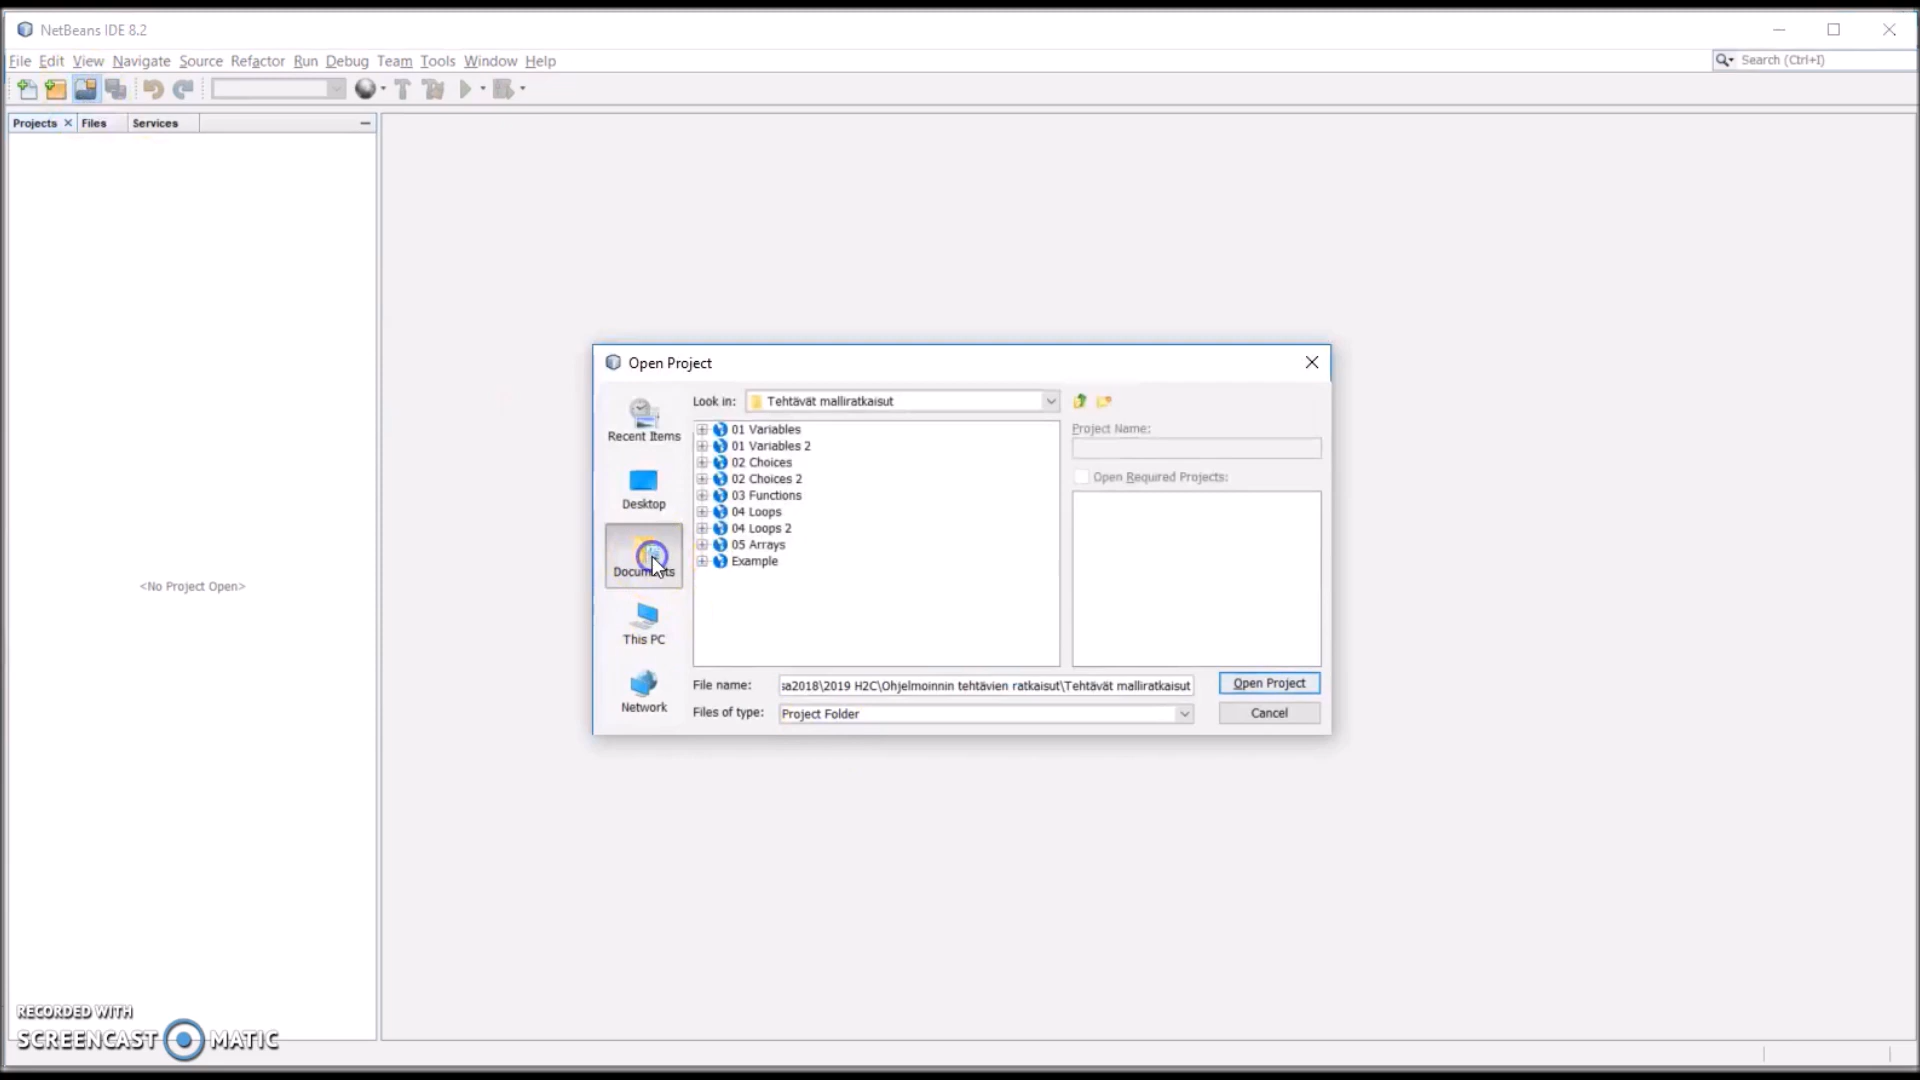 NetBeans IDE 8.2
File Edit View Navigate Source Refactor Run Debug Team Tools Window Help
Search (Ctrl+I)
Projects Files Services
<No Project Open>
Open Project
Look in: Tehtävät malliratkaisut
Recent Items
Desktop
Documents
This PC
Network
01 Variables
01 Variables 2
02 Choices
02 Choices 2
03 Functions
04 Loops
04 Loops 2
05 Arrays
Example
Project Name:
Open Required Projects:
File name: sa2018\2019 H2C\Ohjelmoinnin tehtävien ratkaisut\Tehtävät malliratkaisut
Open Project
Files of type: Project Folder
Cancel
RECORDED WITH
SCREENCAST MATIC